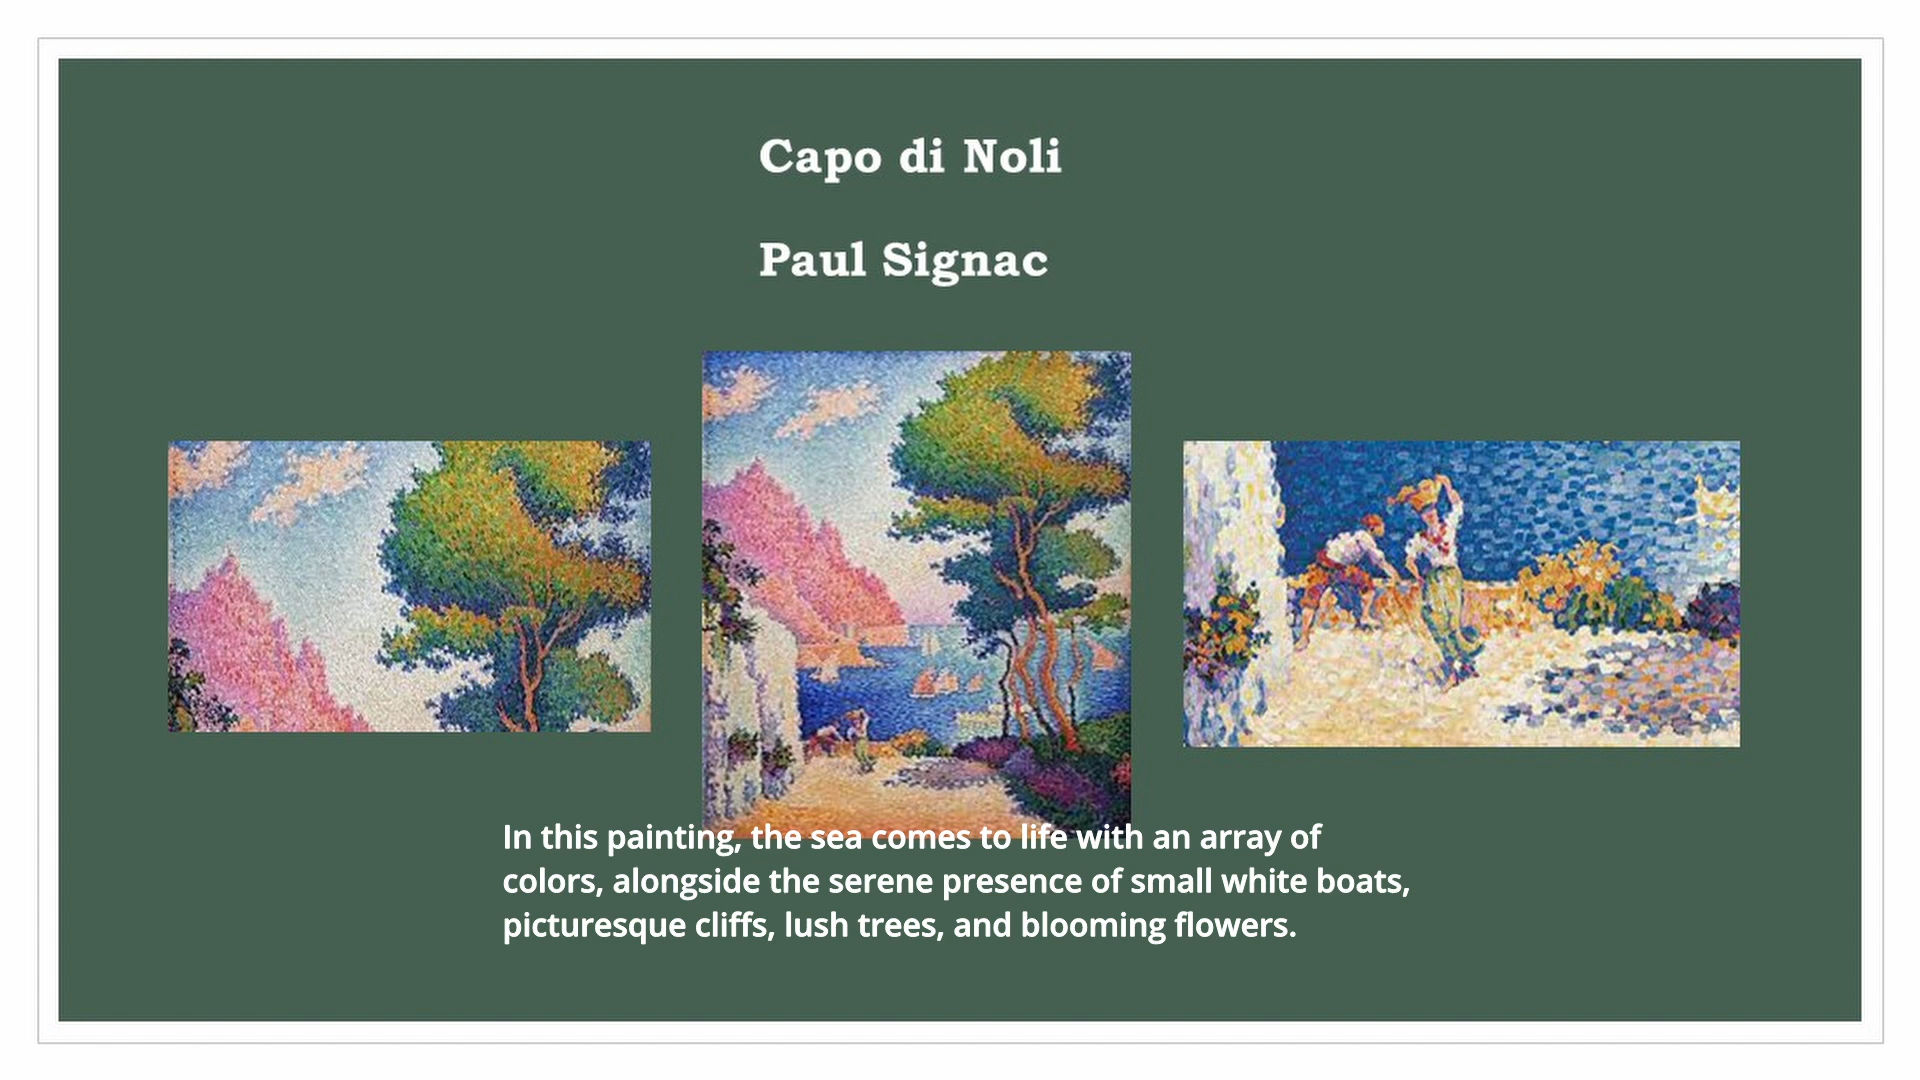 Capo di Noli
Paul Signac
In this painting, the sea comes to life with an array of
colors, alongside the serene presence of small white boats,
picturesque cliffs, lush trees, and blooming flowers.